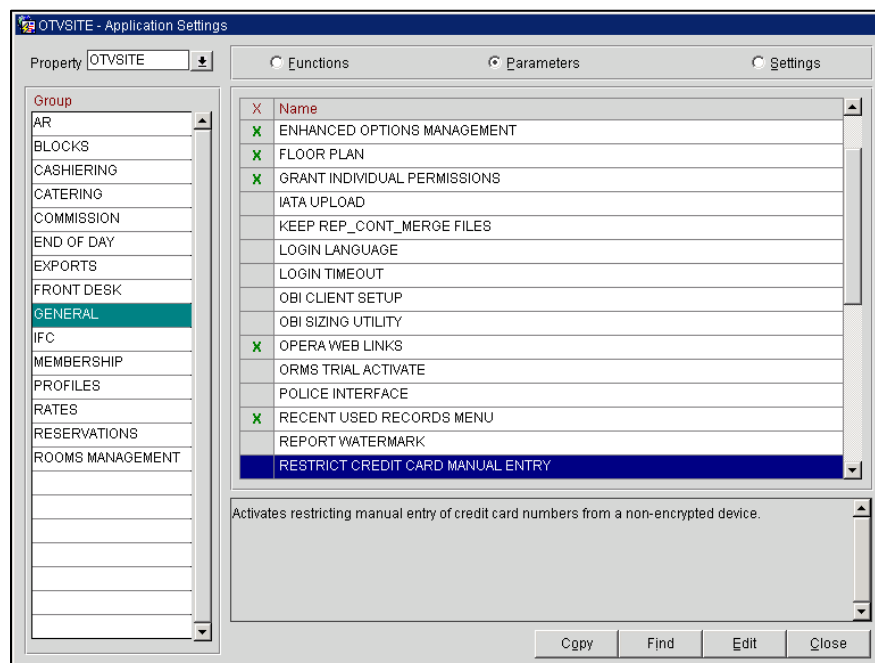 OTVSITE - Application Settings
Property OTVSITE
Functions Parameters Settings
Group
AR
BLOCKS
CASHIERING
CATERING
COMMISSION
END OF DAY
EXPORTS
FRONT DESK
GENERAL
IFC
MEMBERSHIP
PROFILES
RATES
RESERVATIONS
ROOMS MANAGEMENT
X Name
X ENHANCED OPTIONS MANAGEMENT
X FLOOR PLAN
X GRANT INDIVIDUAL PERMISSIONS
IATA UPLOAD
KEEP REP_CONT_MERGE FILES
LOGIN LANGUAGE
LOGIN TIMEOUT
OBI CLIENT SETUP
OBI SIZING UTILITY
X OPERA WEB LINKS
ORMS TRIAL ACTIVATE
POLICE INTERFACE
X RECENT USED RECORDS MENU
REPORT WATERMARK
RESTRICT CREDIT CARD MANUAL ENTRY
Activates restricting manual entry of credit card numbers from a non-encrypted device.
Copy Find Edit Close